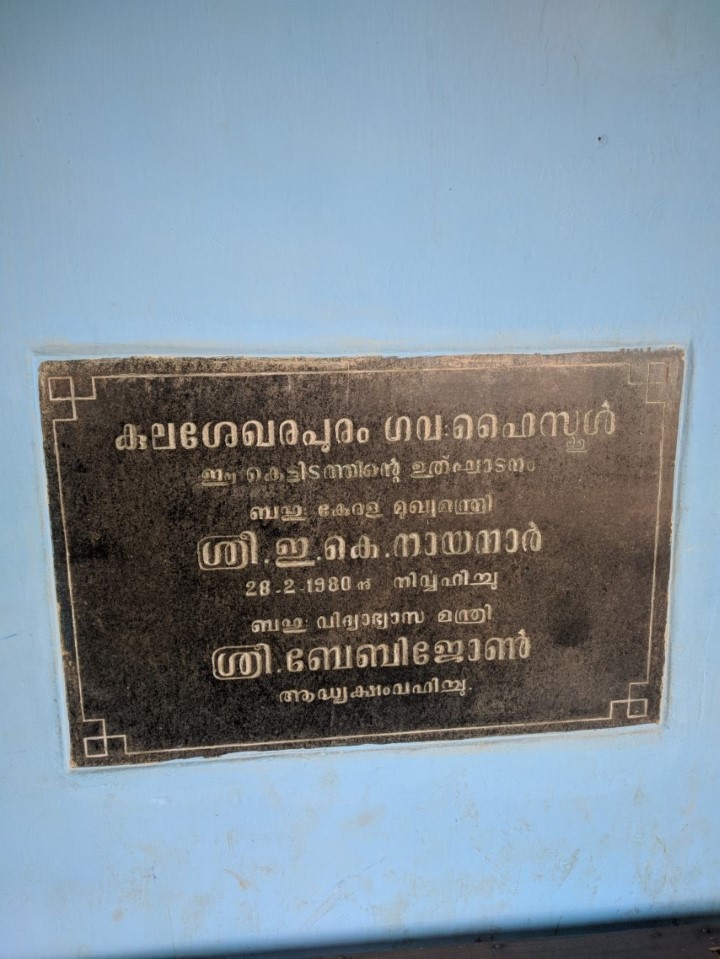 കുലശേഖരപുരം ഗവ:ഹൈസ്കൂൾ
ഈ കെട്ടിടത്തിന്റെ ഉത്ഘാടനം
ബഹു: കേരള മുഖ്യമന്ത്രി
ശ്രീ.ഇ.കെ.നായനാർ
28-2-1980 ൽ നിർവ്വഹിച്ചു
ബഹു: വിദ്യാഭ്യാസ മന്ത്രി
ശ്രീ.ബേബിജോൺ
ആദ്ധ്യക്ഷംവഹിച്ചു.